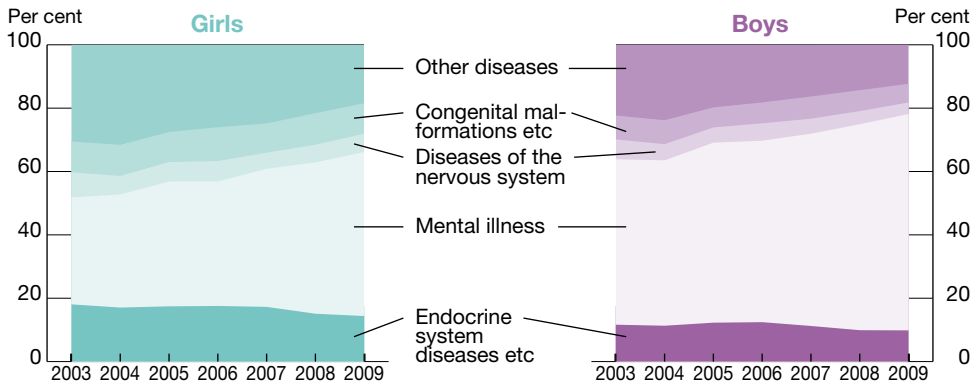 Per cent
Girls
Boys
Per cent
100
80
60
40
20
0
2003 2004 2005 2006 2007 2008 2009
Other diseases
Congenital mal-
formations etc
Diseases of the
nervous system
Mental illness
Endocrine
system
diseases etc
100
80
60
40
20
0
2003 2004 2005 2006 2007 2008 2009